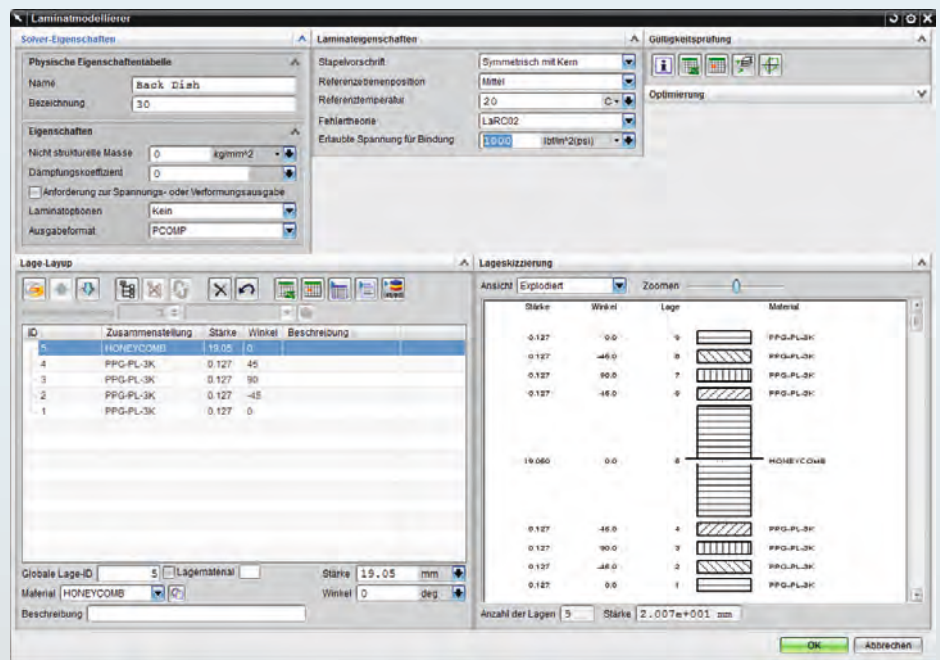 Laminatmodellierer
Solver-Eigenschaften
Physische Eigenschaftentabelle
Name Back Dish
Bezeichnung 30
Eigenschaften
Nicht strukturelle Masse 0 kg/mm^2
Dämpfungskoeffizient 0
Anforderung zur Spannungs- oder Verformungsausgabe
Laminatoptionen Kein
Ausgabeformat PCOMP
Laminateigenschaften
Stapelvorschrift Symmetrisch mit Kern
Referenzebenenposition Mittel
Referenztemperatur 20 C
Fehlertheorie LaRC02
Erlaubte Spannung für Bindung 1000 lbf/in^2(psi)
Gültigkeitsprüfung
Optimierung
Lage-Layup
ID Zusammenstellung Stärke Winkel Beschreibung
5 HONEYCOMB 19.05 0
4 PPG-PL-3K 0.127 45
3 PPG-PL-3K 0.127 90
2 PPG-PL-3K 0.127 -45
1 PPG-PL-3K 0.127 0
Globale Lage-ID 5 Lagematerial Stärke 19.05 mm
Material HONEYCOMB Winkel 0 deg
Beschreibung
Lageskizzierung
Ansicht Explodiert Zoomen
Stärke Winkel Lage Material
0.127 0.0 9 PPG-PL-3K
0.127 -45.0 8 PPG-PL-3K
0.127 90.0 7 PPG-PL-3K
0.127 45.0 6 PPG-PL-3K
19.050 0.0 5 HONEYCOMB
0.127 45.0 4 PPG-PL-3K
0.127 90.0 3 PPG-PL-3K
0.127 -45.0 2 PPG-PL-3K
0.127 0.0 1 PPG-PL-3K
Anzahl der Lagen 9 Stärke 2.007e+001 mm
OK Abbrechen